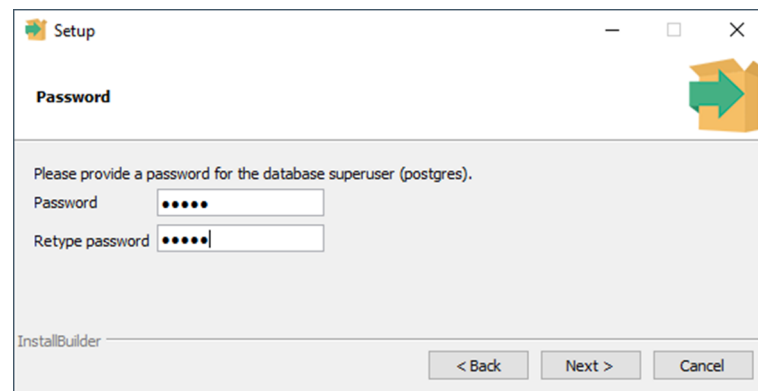 Setup
Password
Please provide a password for the database superuser (postgres).
Password •••••
Retype password •••••
InstallBuilder
< Back Next > Cancel